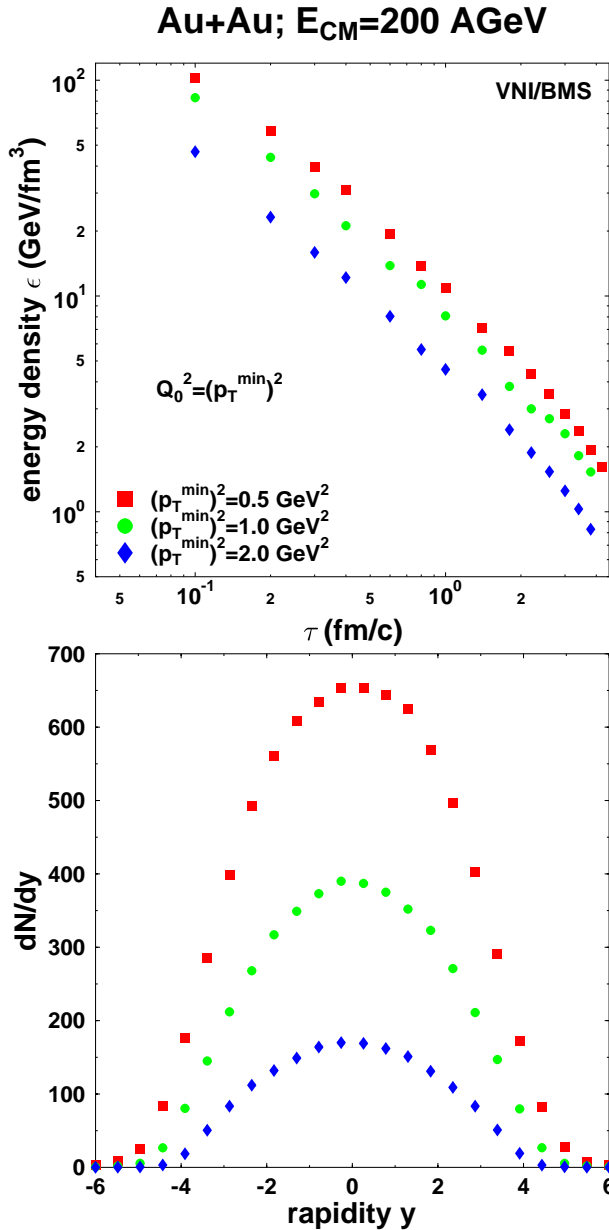 Au+Au; E_CM=200 AGeV
VNI/BMS
energy density ϵ (GeV/fm³)
10²
5
2
10¹
5
2
10⁰
5
Q₀²=(p_T^min)²
(p_T^min)²=0.5 GeV²
(p_T^min)²=1.0 GeV²
(p_T^min)²=2.0 GeV²
5 10⁻¹ 2 5 10⁰ 2
τ (fm/c)
dN/dy
700
600
500
400
300
200
100
0
-6 -4 -2 0 2 4 6
rapidity y